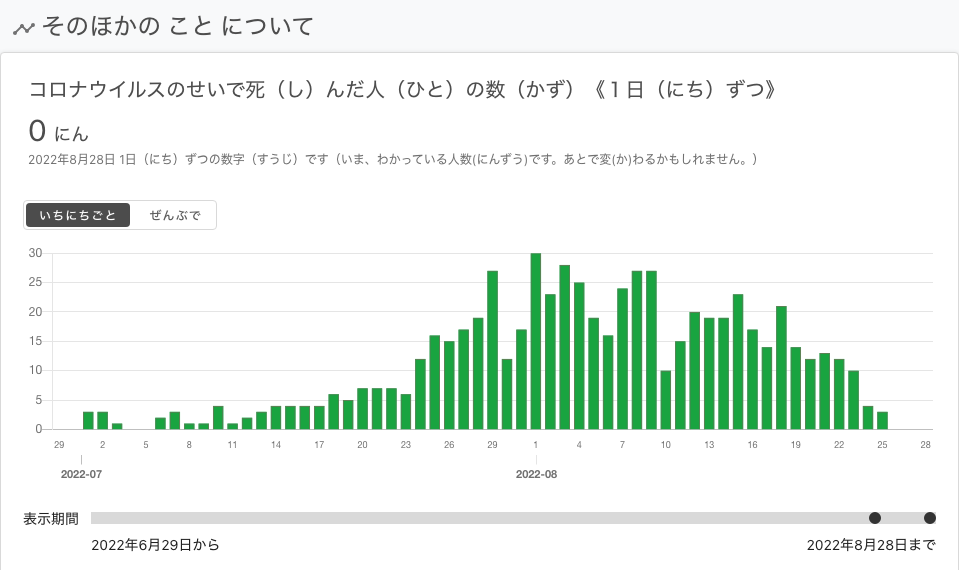 そのほかの こと について
コロナウイルスのせいで死（し）んだ人（ひと）の数（かず）《１日（にち）ずつ》
0 にん
2022年8月28日 1日（にち）ずつの数字（すうじ）です（いま、わかっている人数(にんずう)です。あとで変(か)わるかもしれません。）
いちにちごと ぜんぶで
30
25
20
15
10
5
0
29 2 5 8 11 14 17 20 23 26 29 1 4 7 10 13 16 19 22 25 28
2022-07 2022-08
表示期間
2022年6月29日から 2022年8月28日まで